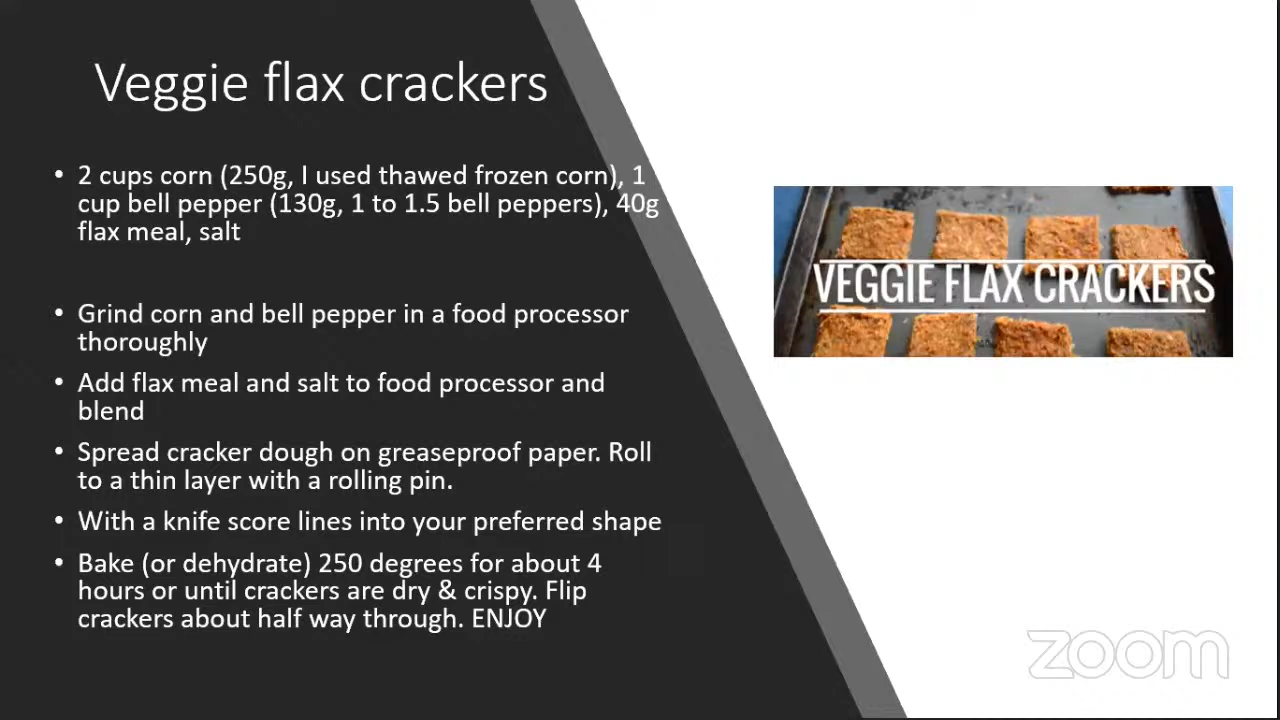 Veggie flax crackers
• 2 cups corn (250g, I used thawed frozen corn), 1
cup bell pepper (130g, 1 to 1.5 bell peppers), 40g
flax meal, salt
• Grind corn and bell pepper in a food processor
thoroughly
• Add flax meal and salt to food processor and
blend
• Spread cracker dough on greaseproof paper. Roll
to a thin layer with a rolling pin.
• With a knife score lines into your preferred shape
• Bake (or dehydrate) 250 degrees for about 4
hours or until crackers are dry & crispy. Flip
crackers about half way through. ENJOY
VEGGIE FLAX CRACKERS
zoom